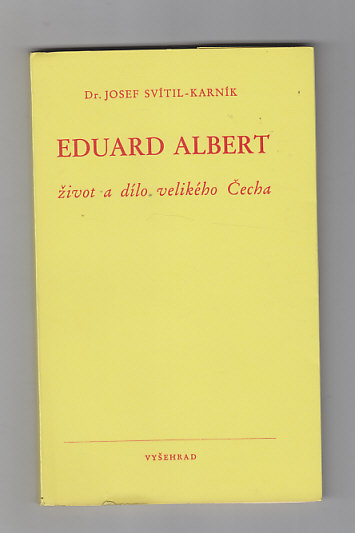 Dr. JOSEF SVÍTIL-KARNÍK
EDUARD ALBERT
život a dílo velikého Čecha
VYŠEHRAD